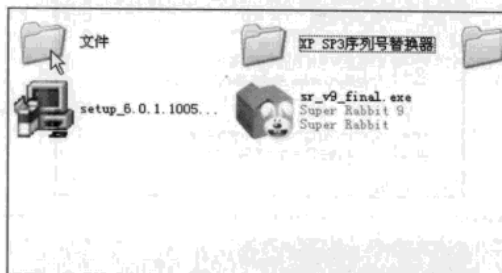 文件
XP SP3序列号替换器
setup_6.0.1.1005...
sr_v9_final.exe
Super Rabbit 9
Super Rabbit